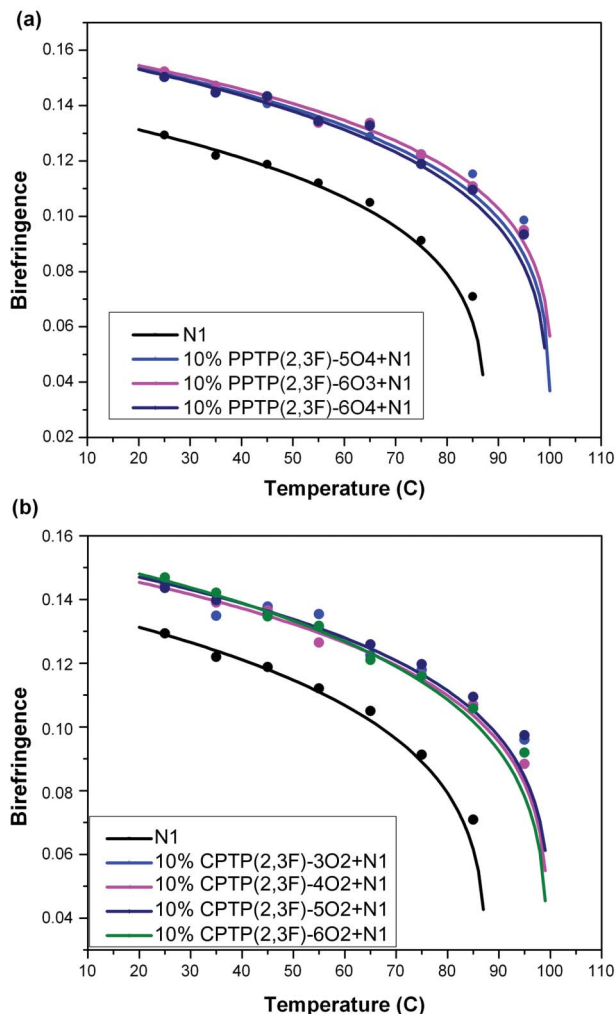 (a)
0.16
0.14
0.12
0.10
0.08
0.06
0.04
0.02
Birefringence
N1
10% PPTP(2,3F)-5O4+N1
10% PPTP(2,3F)-6O3+N1
10% PPTP(2,3F)-6O4+N1
10 20 30 40 50 60 70 80 90 100 110
Temperature (C)
(b)
0.16
0.14
0.12
0.10
0.08
0.06
0.04
Birefringence
N1
10% CPTP(2,3F)-3O2+N1
10% CPTP(2,3F)-4O2+N1
10% CPTP(2,3F)-5O2+N1
10% CPTP(2,3F)-6O2+N1
10 20 30 40 50 60 70 80 90 100 110
Temperature (C)